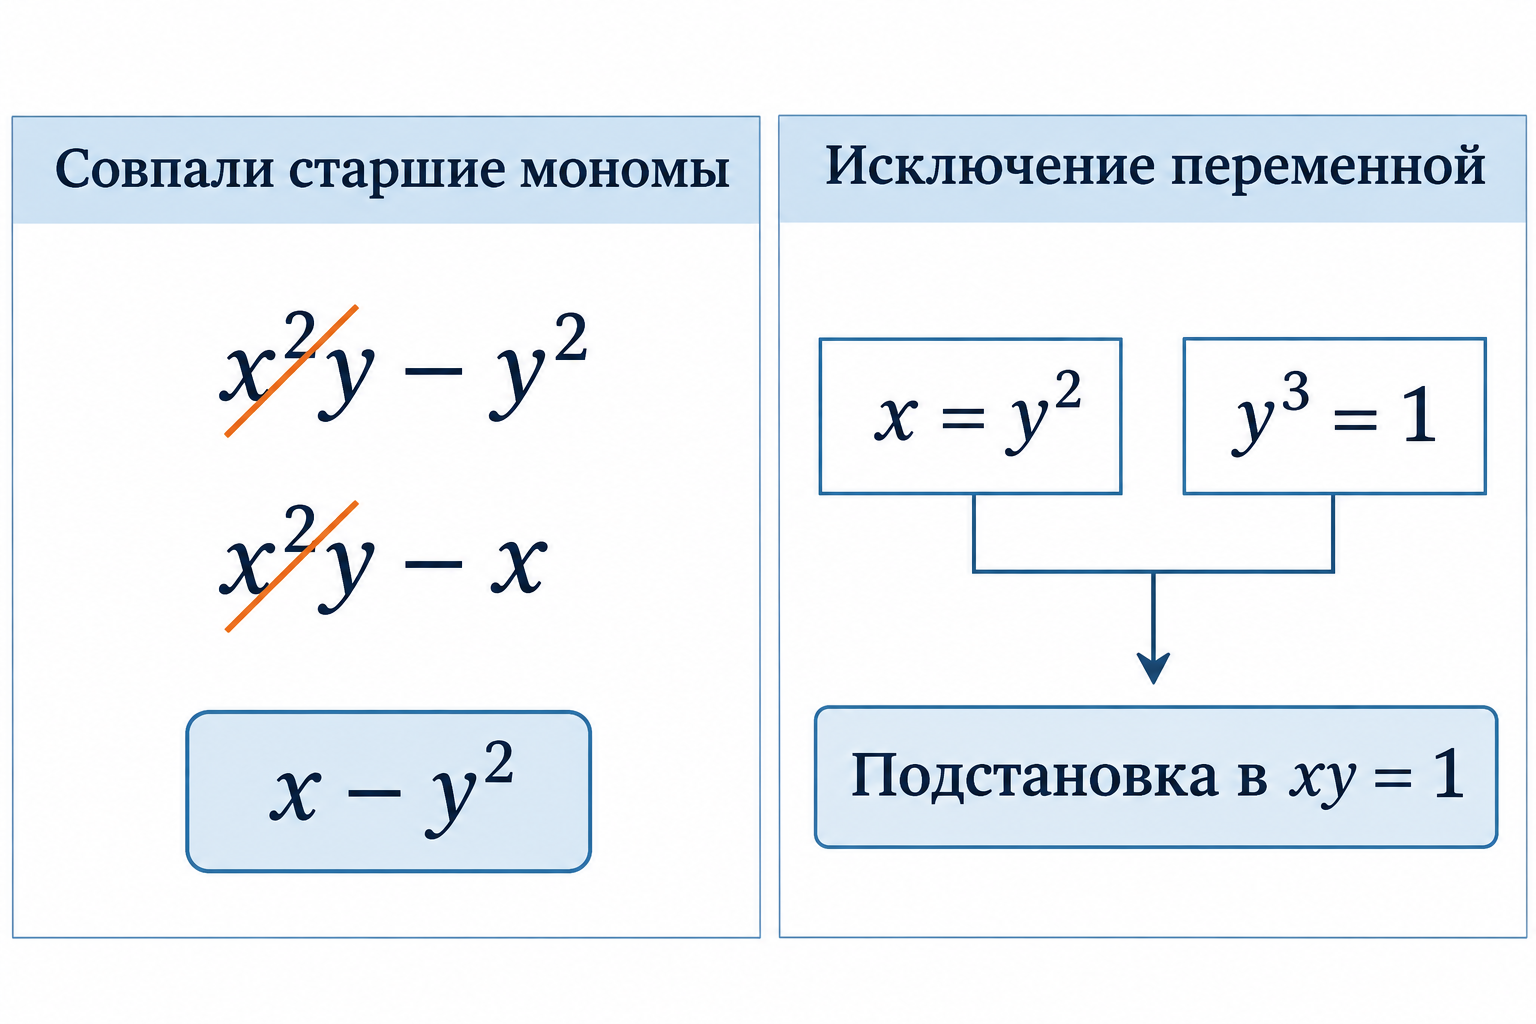 Совпали старшие мономы
x²y − y²
x²y − x
x − y²
Исключение переменной
x = y²
y³ = 1
Подстановка в xy = 1